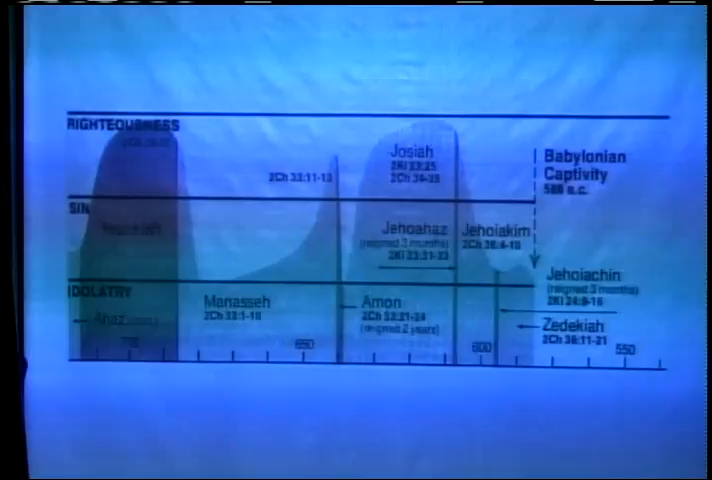 RIGHTEOUSNESS
Josiah
2Ki 23:25
2Ch 34-35
2Ch 33:11-13
Babylonian
Captivity
586 B.C.
SIN
Hezekiah
Jehoahaz
(reigned 3 months)
2Ki 23:31-33
Jehoiakim
2Ch 36:4-10
IDOLATRY
Ahaz
Manasseh
2Ch 33:1-10
Amon
2Ch 33:21-24
(reigned 2 years)
Jehoiachin
(reigned 3 months)
2Ki 24:8-16
Zedekiah
2Ch 36:11-21
650
600
550